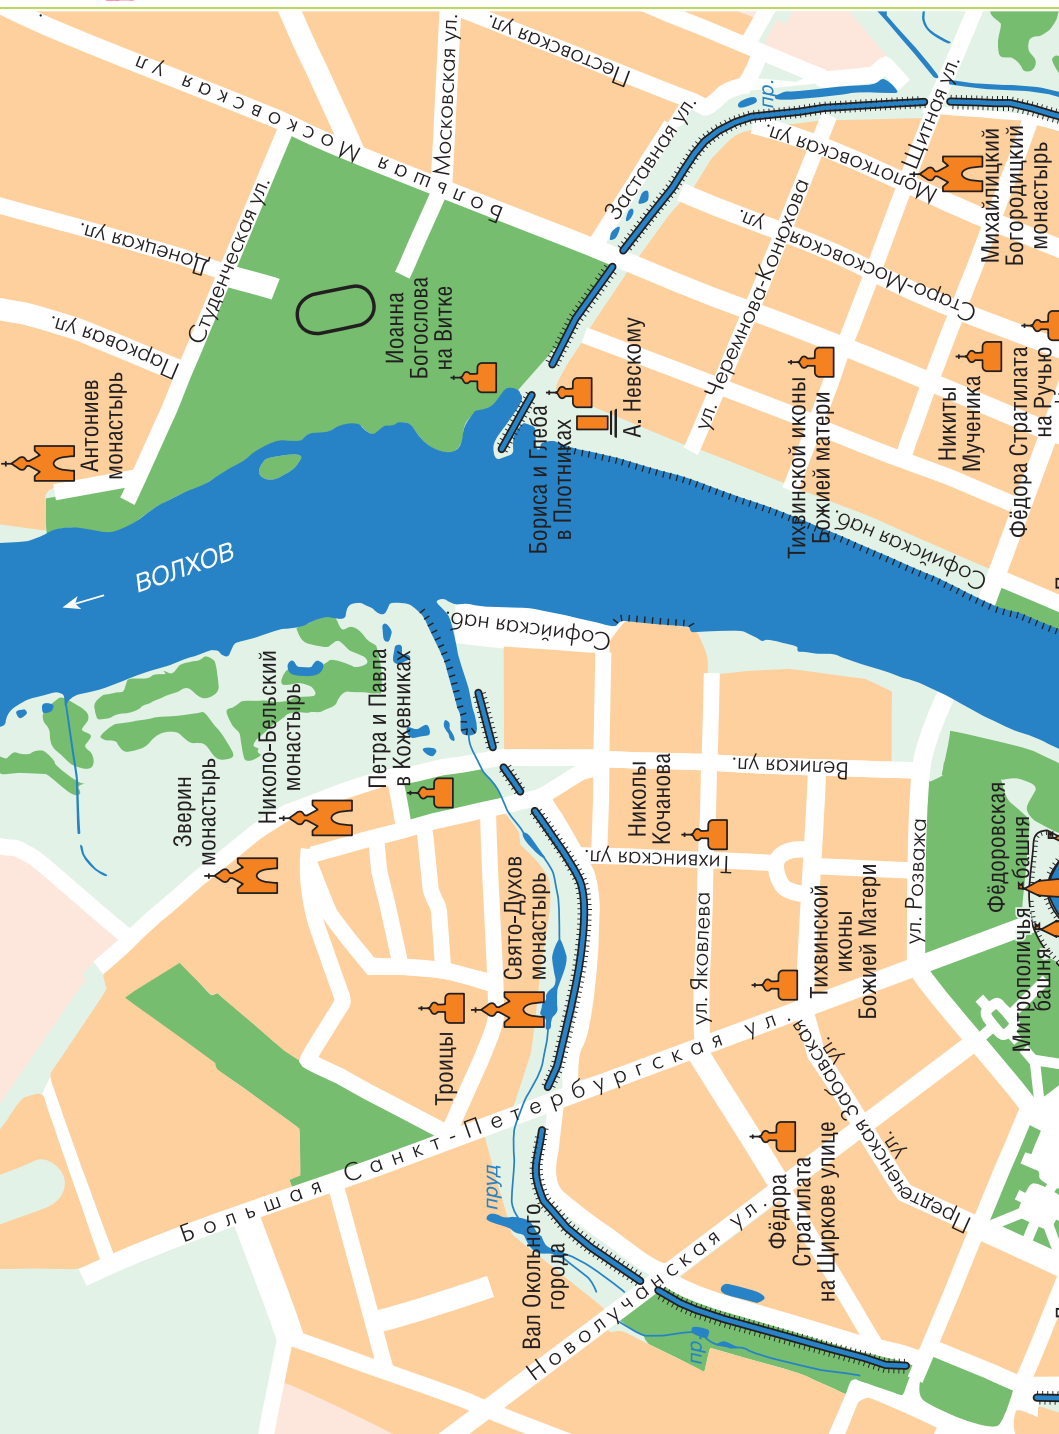 Большая Московская ул
Московская ул.
Пестовская ул.
Заставная ул.
пр.
Щитная ул.
Молотковская ул.
Михайлицкий
Богородицкий
монастырь
Донецкая ул.
Студенческая ул.
Парковая ул.
Антониев
монастырь
Иоанна
Богослова
на Витке
Бориса и Глеба
в Плотниках
А. Невскому
ул. Черемнова-Конюхова
Старо-Московская ул.
Тихвинской иконы
Божией матери
Никиты
Мученика
Фёдора Стратилата
на Ручью
Софийская наб.
ВОЛХОВ
Софийская наб.
Николо-Бельский
монастырь
Петра и Павла
в Кожевниках
Зверин
монастырь
Великая ул.
Николы
Кочанова
Тихвинская ул.
ул. Яковлева
ул. Розважа
Тихвинской
иконы
Божией Матери
Фёдоровская
башня
Митрополичья
башня
Свято-Духов
монастырь
Троицы
Большая Санкт-Петербургская ул.
Забавская ул.
Предтеченская ул.
Фёдора
Стратилата
на Щиркове улице
пруд
Вал Окольного
города
Новолучанская ул.
пр.